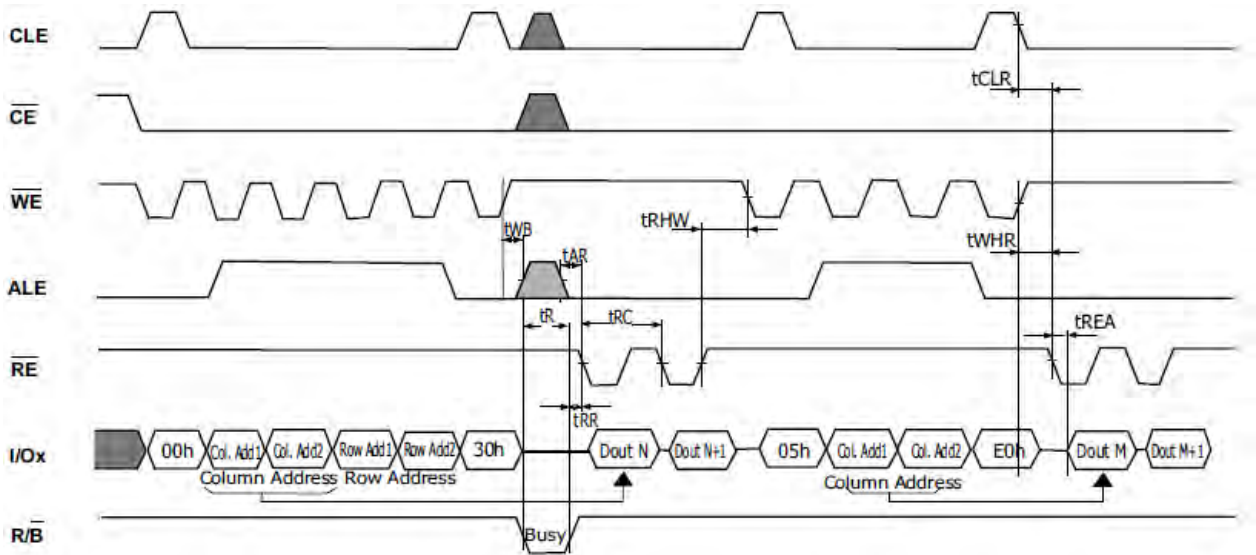 CLE
tCLR
CE
WE
tWB
tRHW
tWHR
tAR
ALE
tR
tRC
tREA
RE
tRR
I/Ox
00h
Col. Add1
Col. Add2
Row Add1
Row Add2
30h
Dout N
Dout N+1
05h
Col. Add1
Col. Add2
E0h
Dout M
Dout M+1
Column Address Row Address
Column Address
R/B
Busy